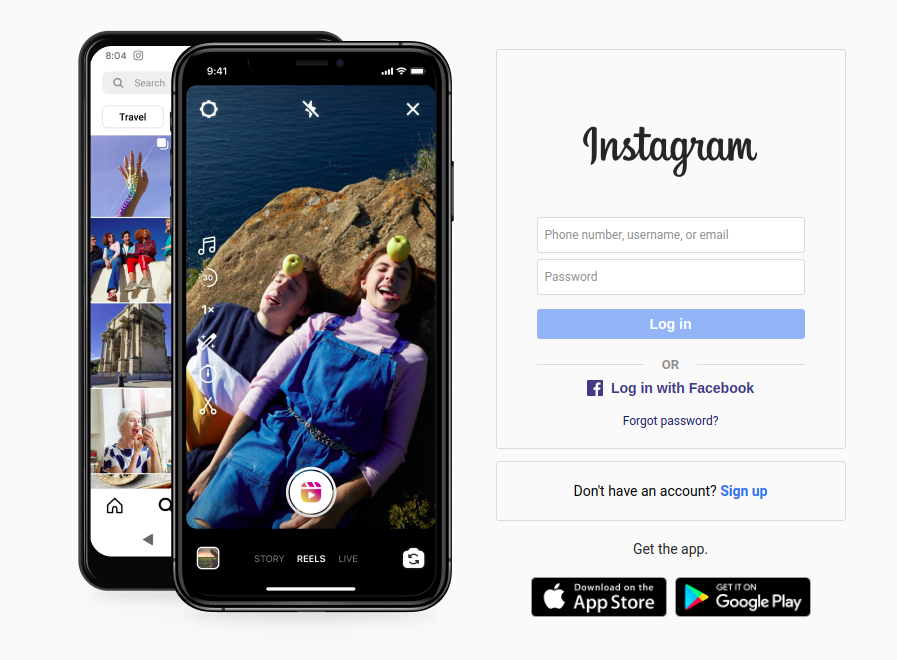 8:04
Search
Travel
9:41
30
1×
STORY REELS LIVE
Instagram
Phone number, username, or email
Password
Log in
OR
Log in with Facebook
Forgot password?
Don't have an account? Sign up
Get the app.
Download on the
App Store
GET IT ON
Google Play